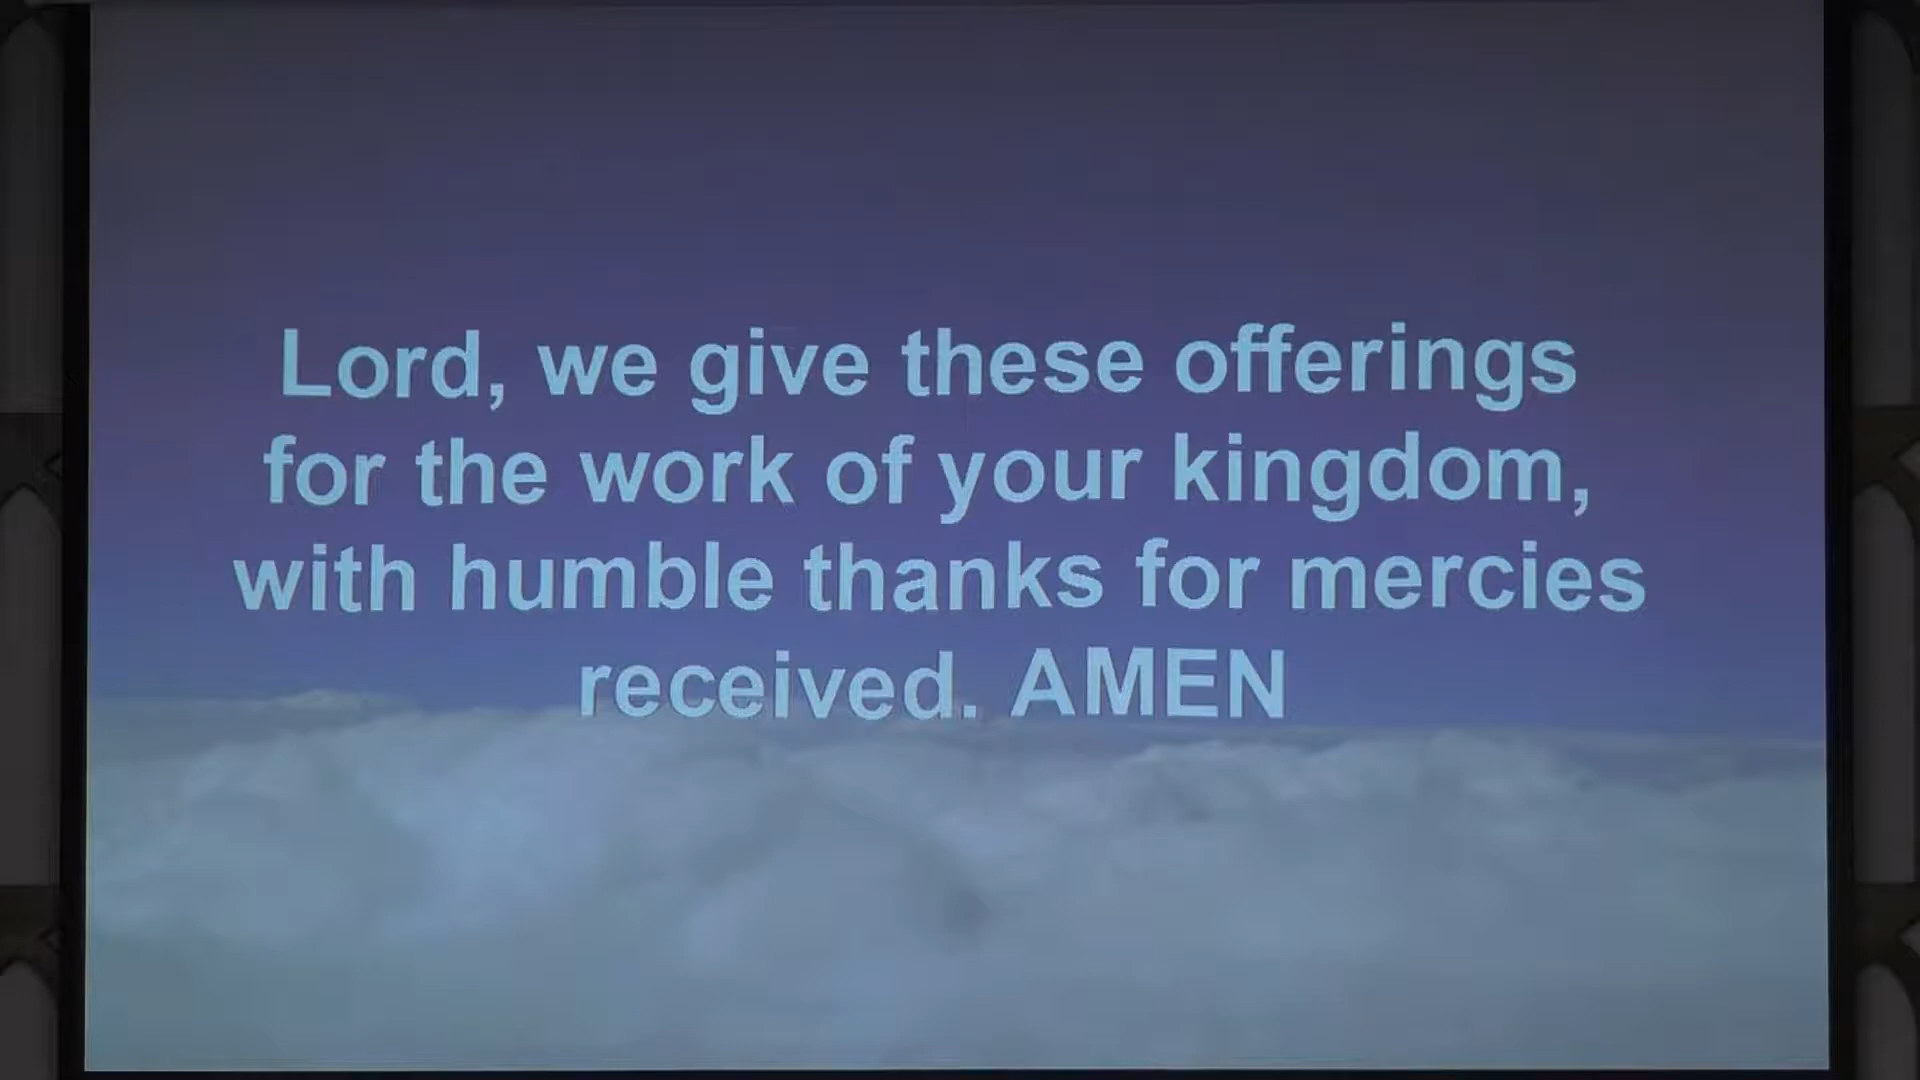 Lord, we give these offerings
for the work of your kingdom,
with humble thanks for mercies
received. AMEN